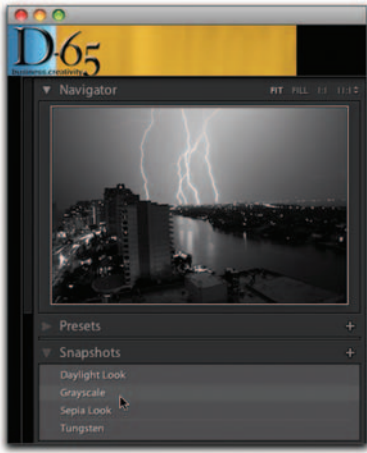 D-65
business creativity
Navigator FIT FILL 1:1 11:1
Presets
Snapshots
Daylight Look
Grayscale
Sepia Look
Tungsten